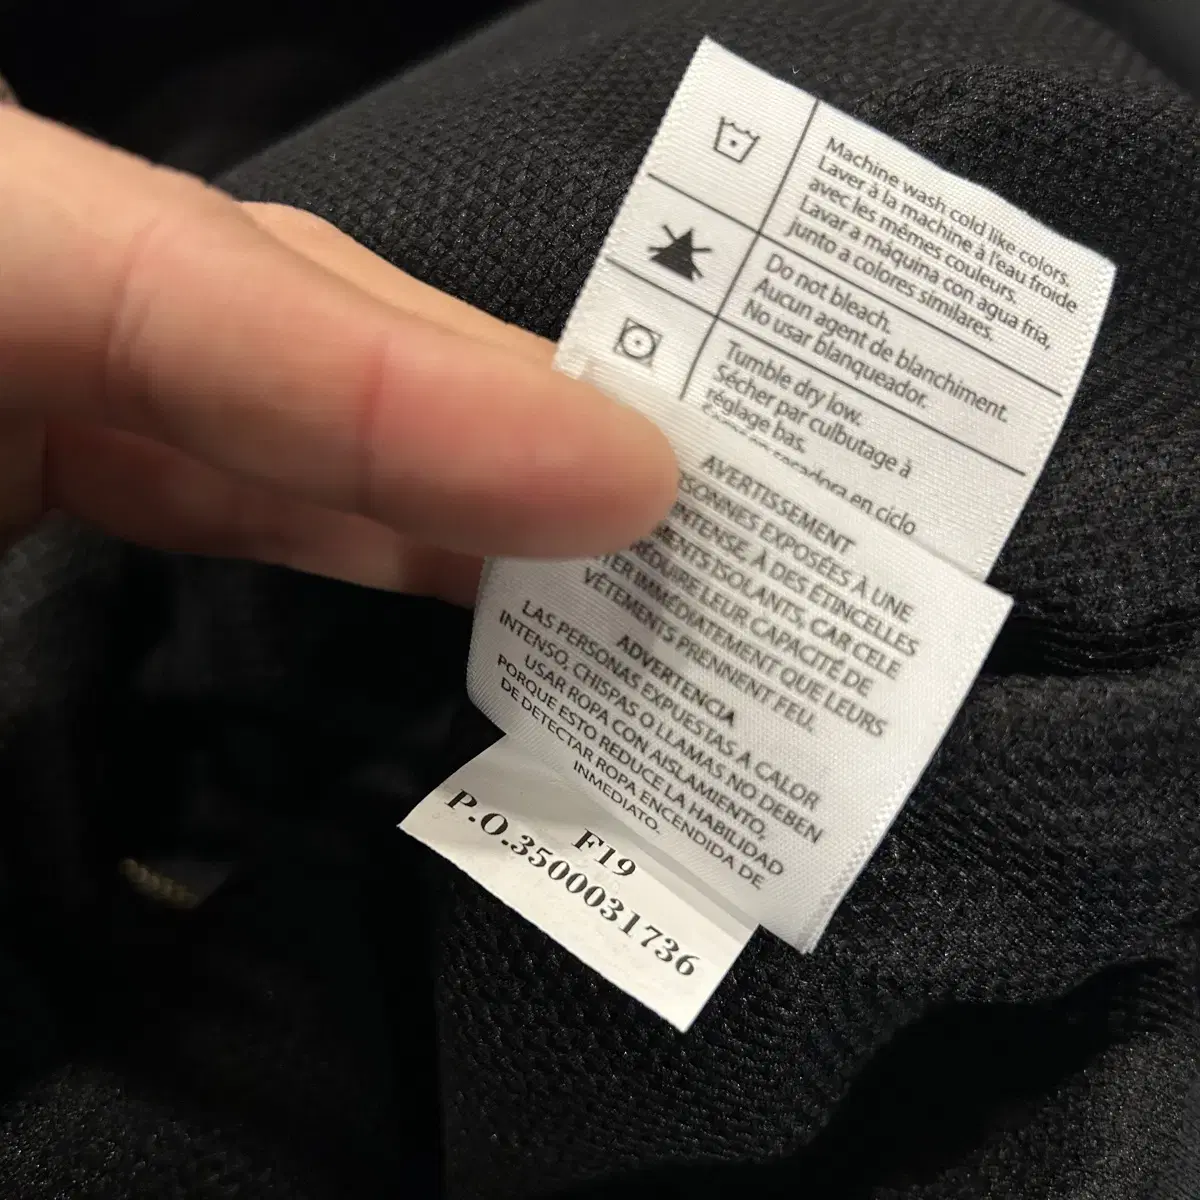 Machine wash cold like colors.
Laver à la machine à l'eau froide
avec les mêmes couleurs.
Lavar a máquina con agua fria,
junto a colores similares.
Do not bleach.
Aucun agent de blanchiment.
No usar blanqueador.
Tumble dry low.
Sécher par culbutage à
réglage bas.
en ciclo
AVERTISSEMENT
EXPOSÉES À UNE
INTENSE, À DES ÉTINCELLES
ISOLANTS, CAR CELE
RÉDUIRE LEUR CAPACITÉ DE
IMMÉDIATEMENT QUE LEURS
VÊTEMENTS PRENNENT FEU.
ADVERTENCIA
LAS PERSONAS EXPUESTAS A CALOR
INTENSO, CHISPAS O LLAMAS NO DEBEN
USAR ROPA CON AISLAMIENTO,
PORQUE ESTO REDUCE LA HABILIDAD
DE DETECTAR ROPA ENCENDIDA DE
INMEDIATO.
F19
P.O.3500031736